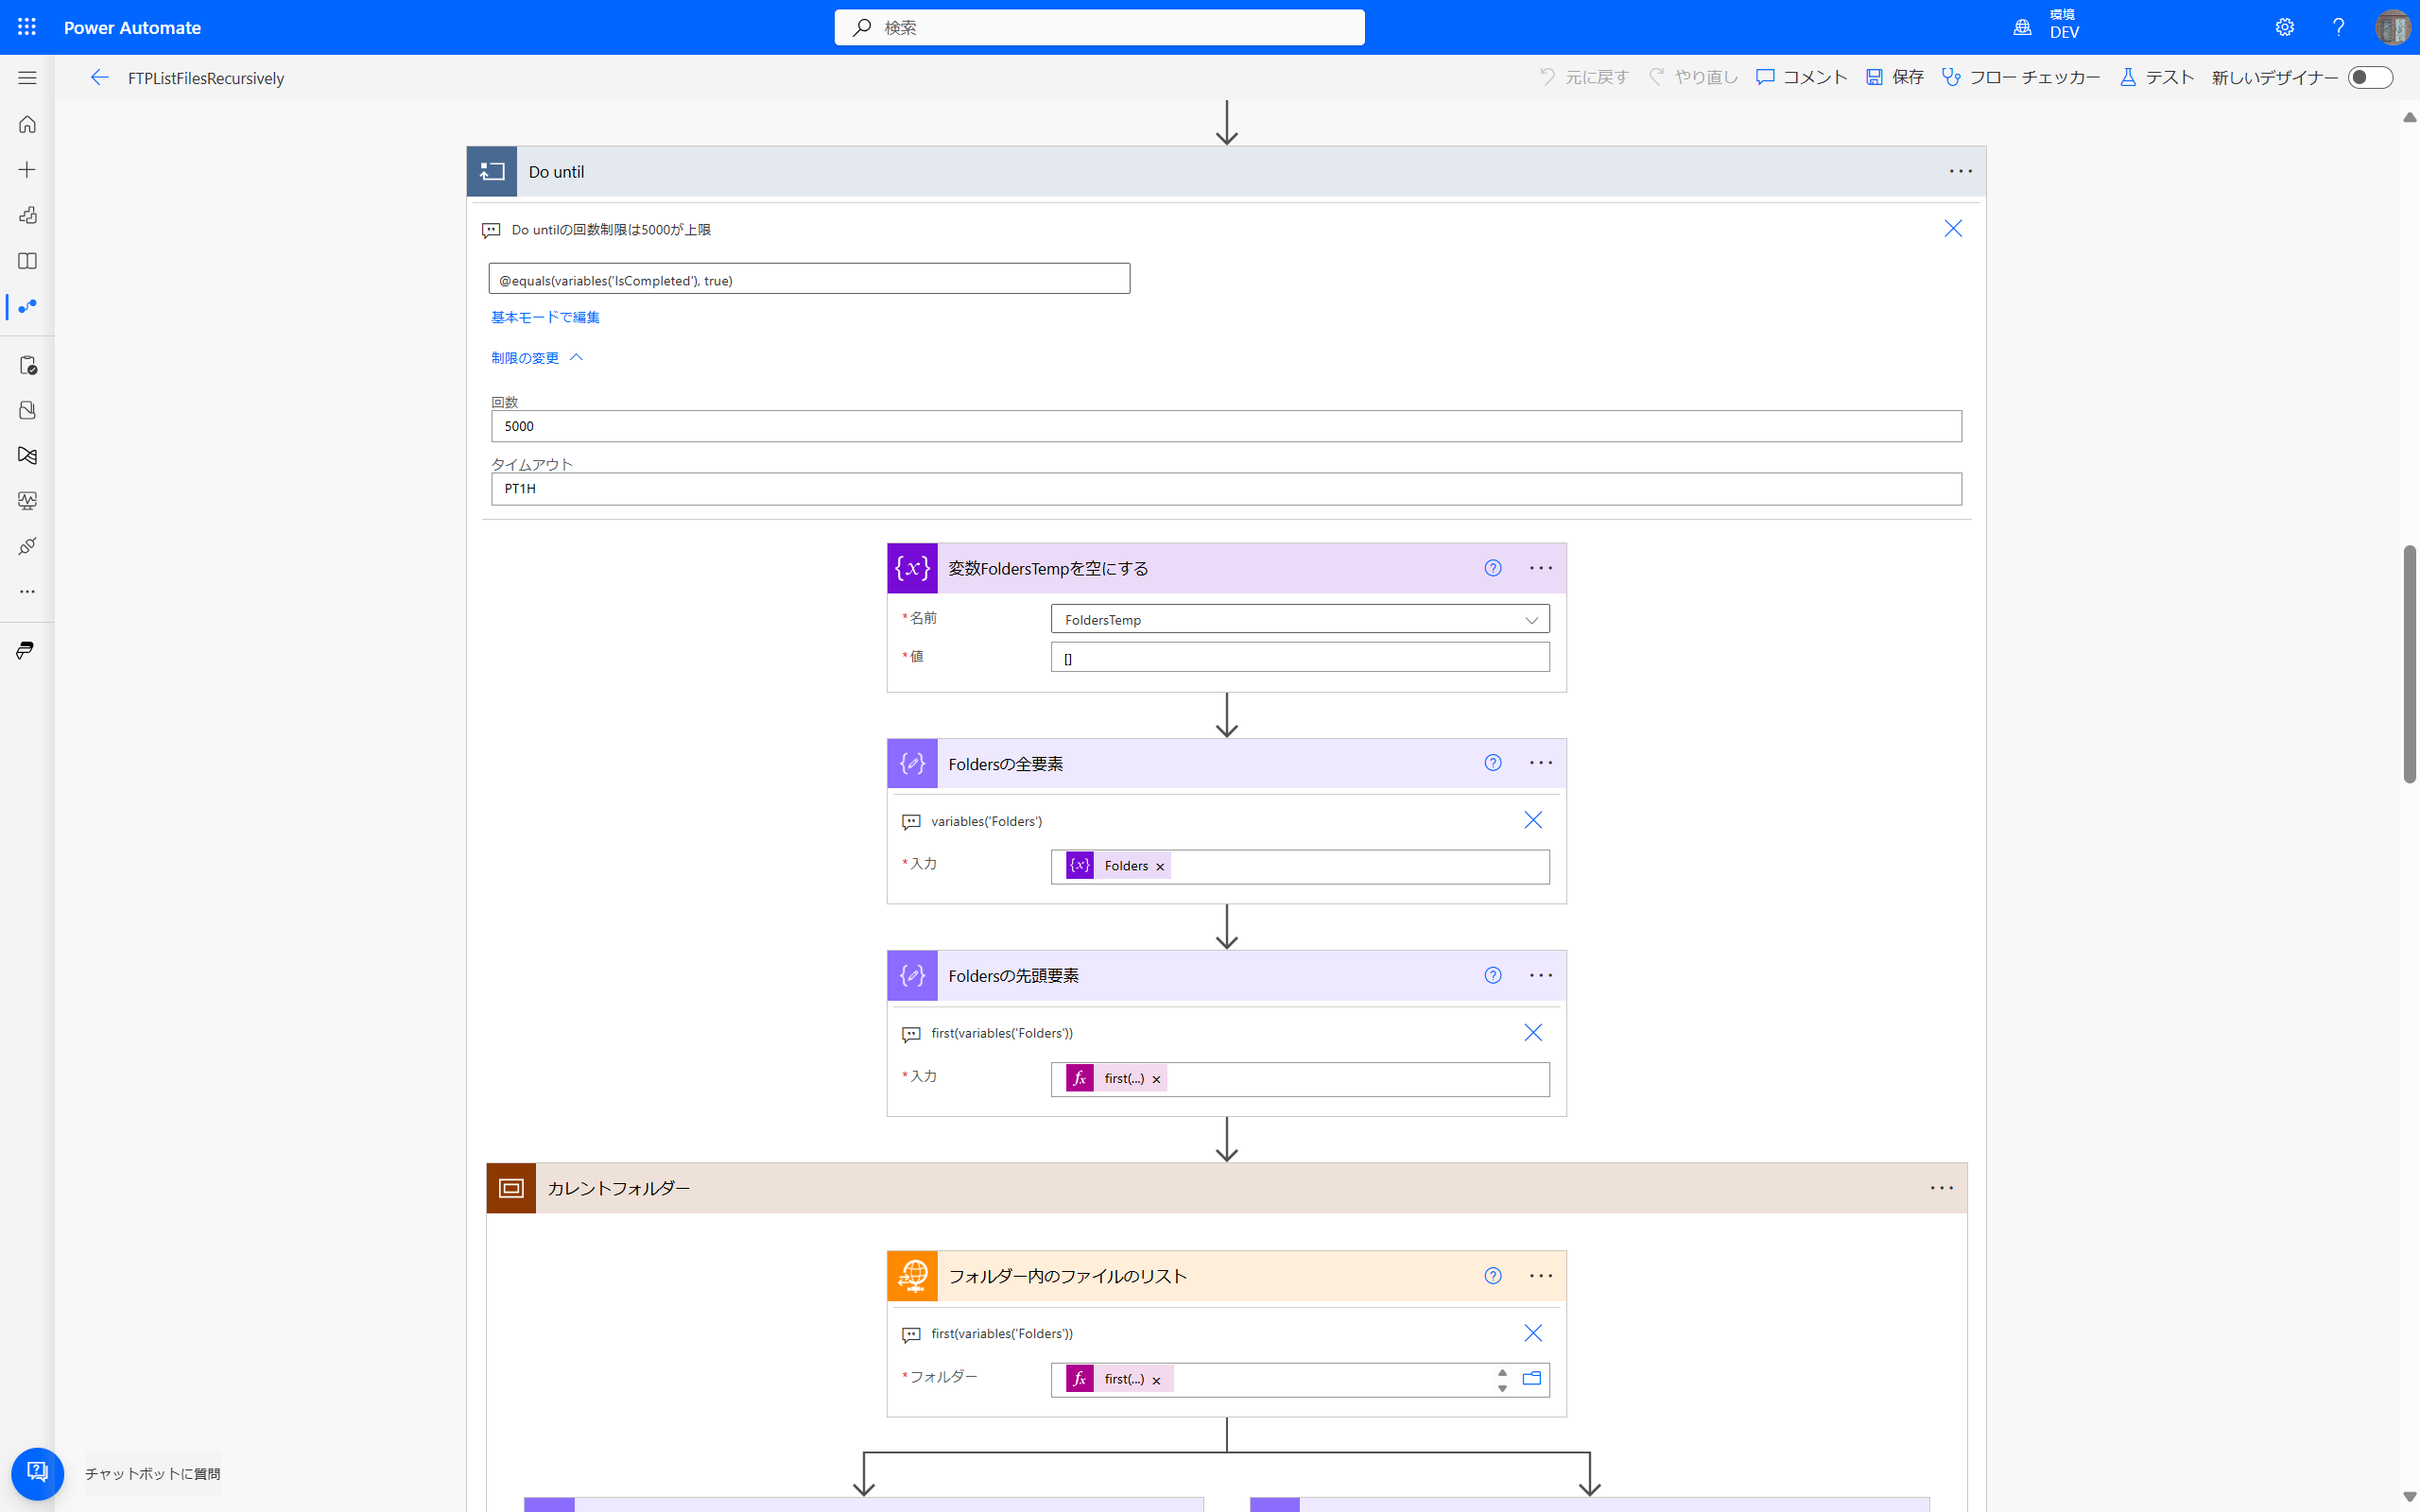 Power Automate
検索
環境
DEV
FTPListFilesRecursively
元に戻す
やり直し
コメント
保存
フロー チェッカー
テスト
新しいデザイナー
Do until
Do untilの回数制限は5000が上限
@equals(variables('IsCompleted'), true)
基本モードで編集
制限の変更
回数
5000
タイムアウト
PT1H
{x} 変数FoldersTempを空にする
*名前
FoldersTemp
*値
[]
Foldersの全要素
variables('Folders')
*入力
{x} Folders ×
Foldersの先頭要素
first(variables('Folders'))
*入力
fx first(...) ×
カレントフォルダー
フォルダー内のファイルのリスト
first(variables('Folders'))
*フォルダー
fx first(...) ×
チャットボットに質問